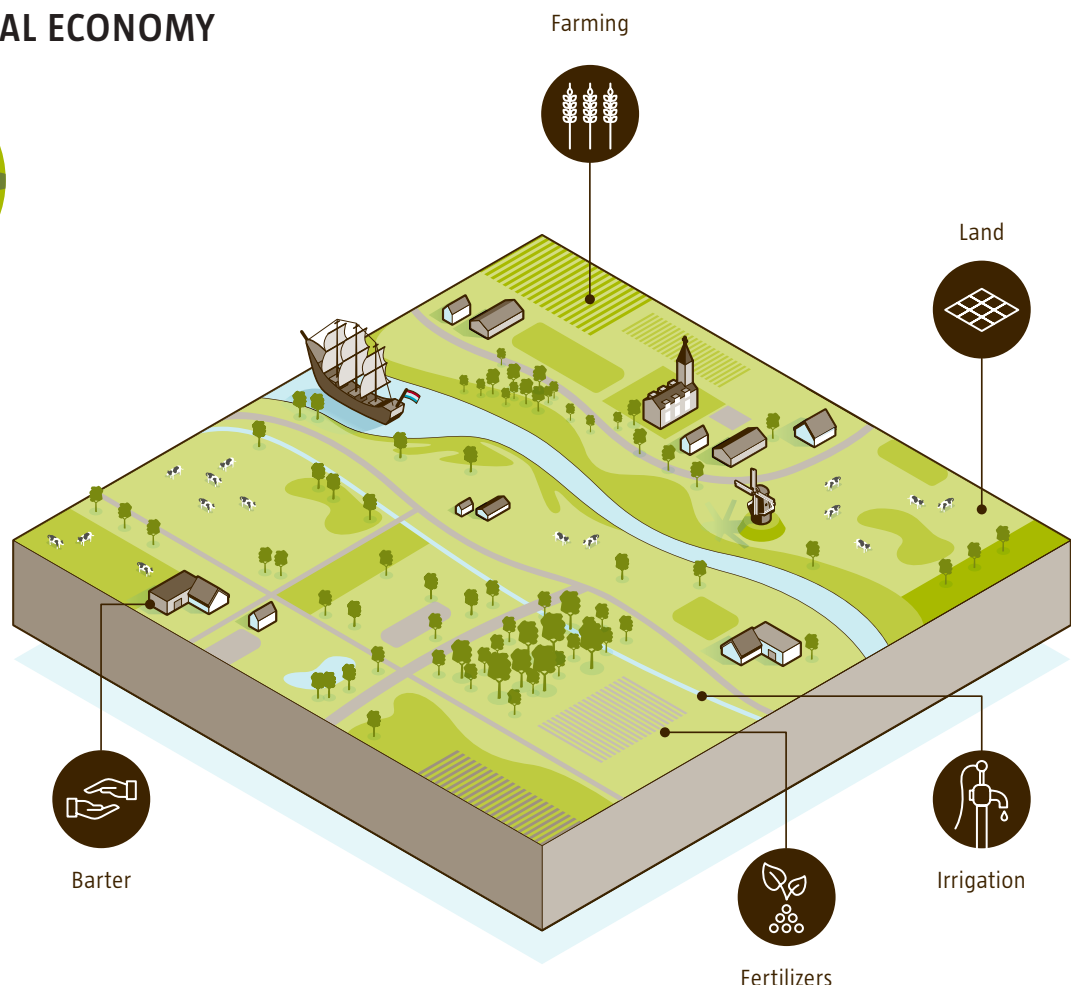 AL ECONOMY
Farming
Land
Barter
Irrigation
Fertilizers